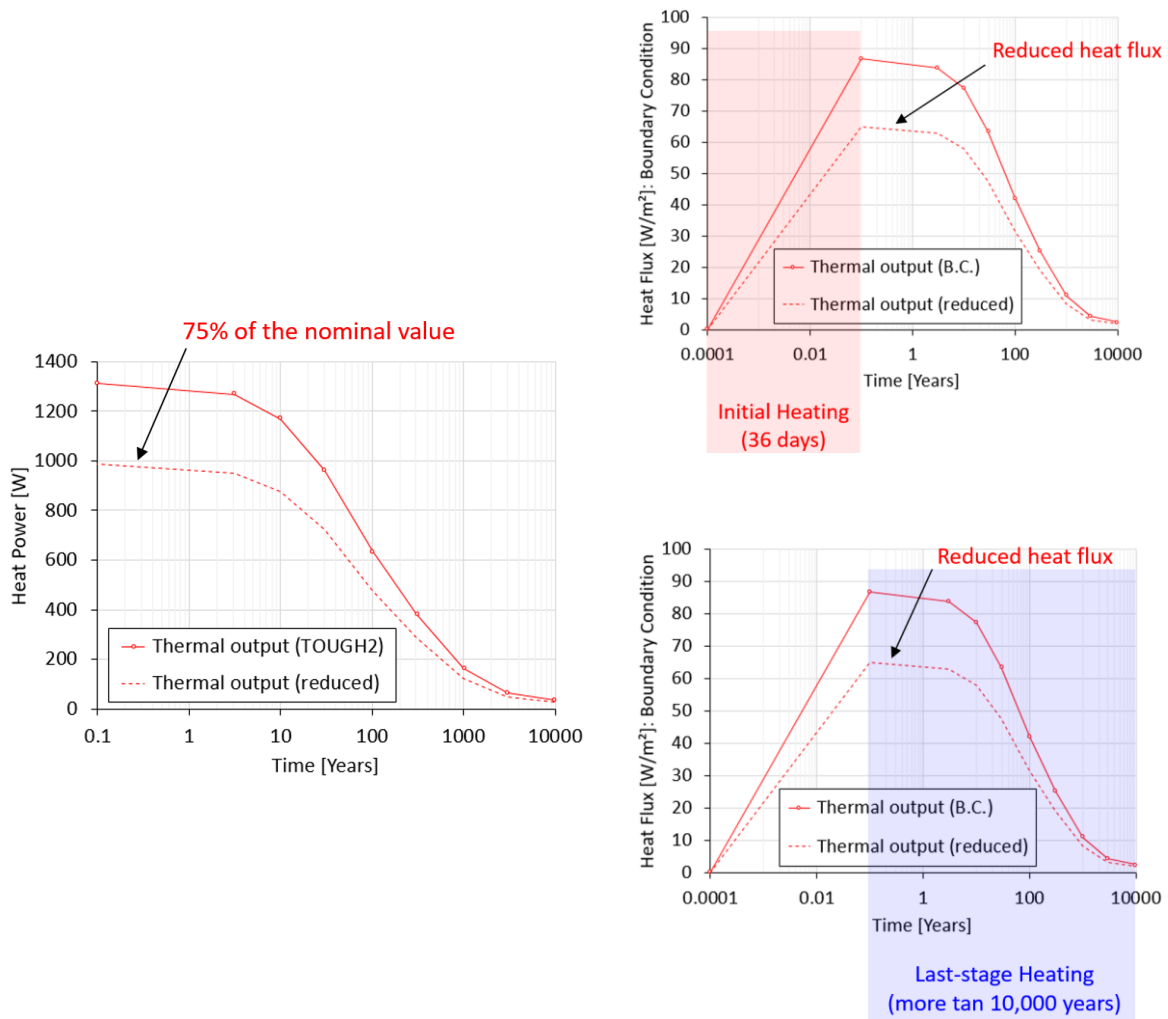 75% of the nominal value
Heat Power [W]
1400
1200
1000
800
600
400
200
0
Thermal output (TOUGH2)
Thermal output (reduced)
0.1
1
10
100
1000
10000
Time [Years]
Heat Flux [W/m²]: Boundary Condition
100
90
80
70
60
50
40
30
20
10
0
Reduced heat flux
Thermal output (B.C.)
Thermal output (reduced)
0.0001
0.01
1
100
10000
Time [Years]
Initial Heating
(36 days)
Heat Flux [W/m²]: Boundary Condition
100
90
80
70
60
50
40
30
20
10
0
Reduced heat flux
Thermal output (B.C.)
Thermal output (reduced)
0.0001
0.01
1
100
10000
Time [Years]
Last-stage Heating
(more tan 10,000 years)